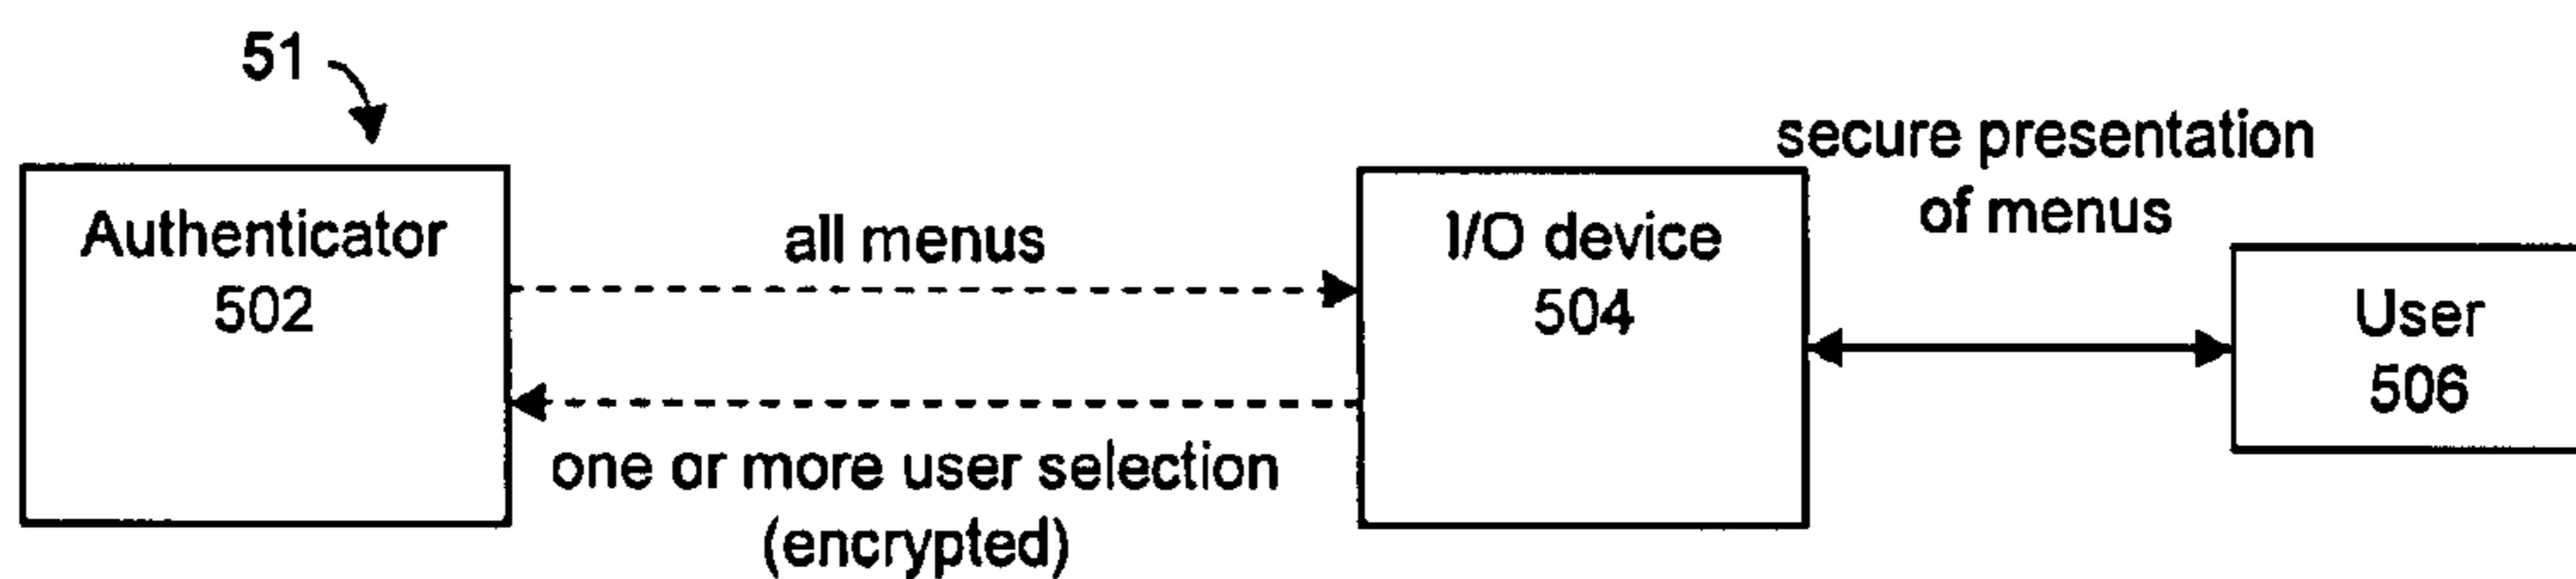 51
secure presentation
of menus
Authenticator
502
all menus
I/O device
504
User
506
one or more user selection
(encrypted)